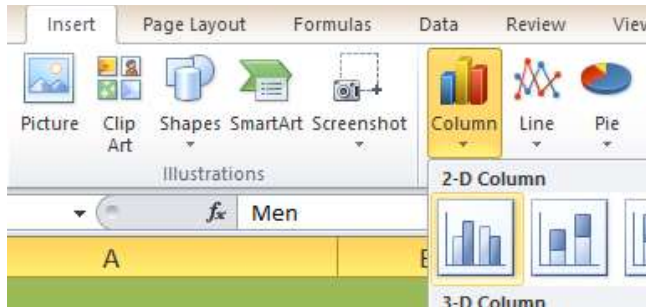 Insert Page Layout Formulas Data Review View
Picture Clip Art Shapes SmartArt Screenshot Column Line Pie
Illustrations
2-D Column
fx Men
A
3-D Column